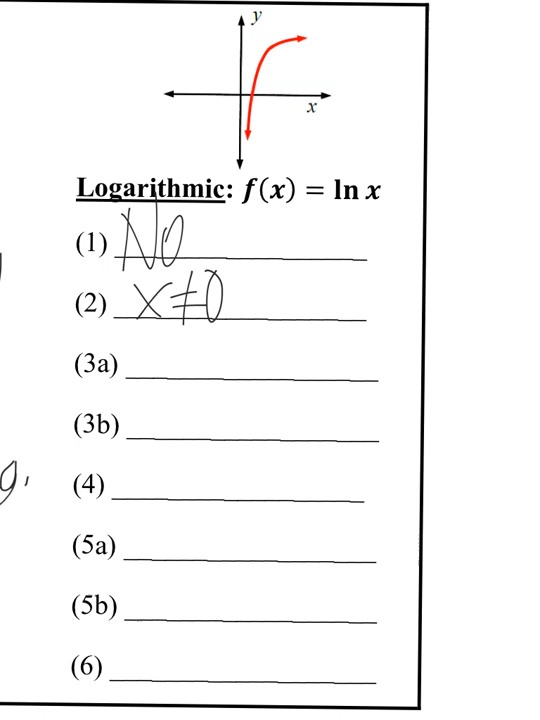 y
x
Logarithmic: f(x) = ln x
(1) No
(2) x≠0
(3a)
(3b)
g,
(4)
(5a)
(5b)
(6)